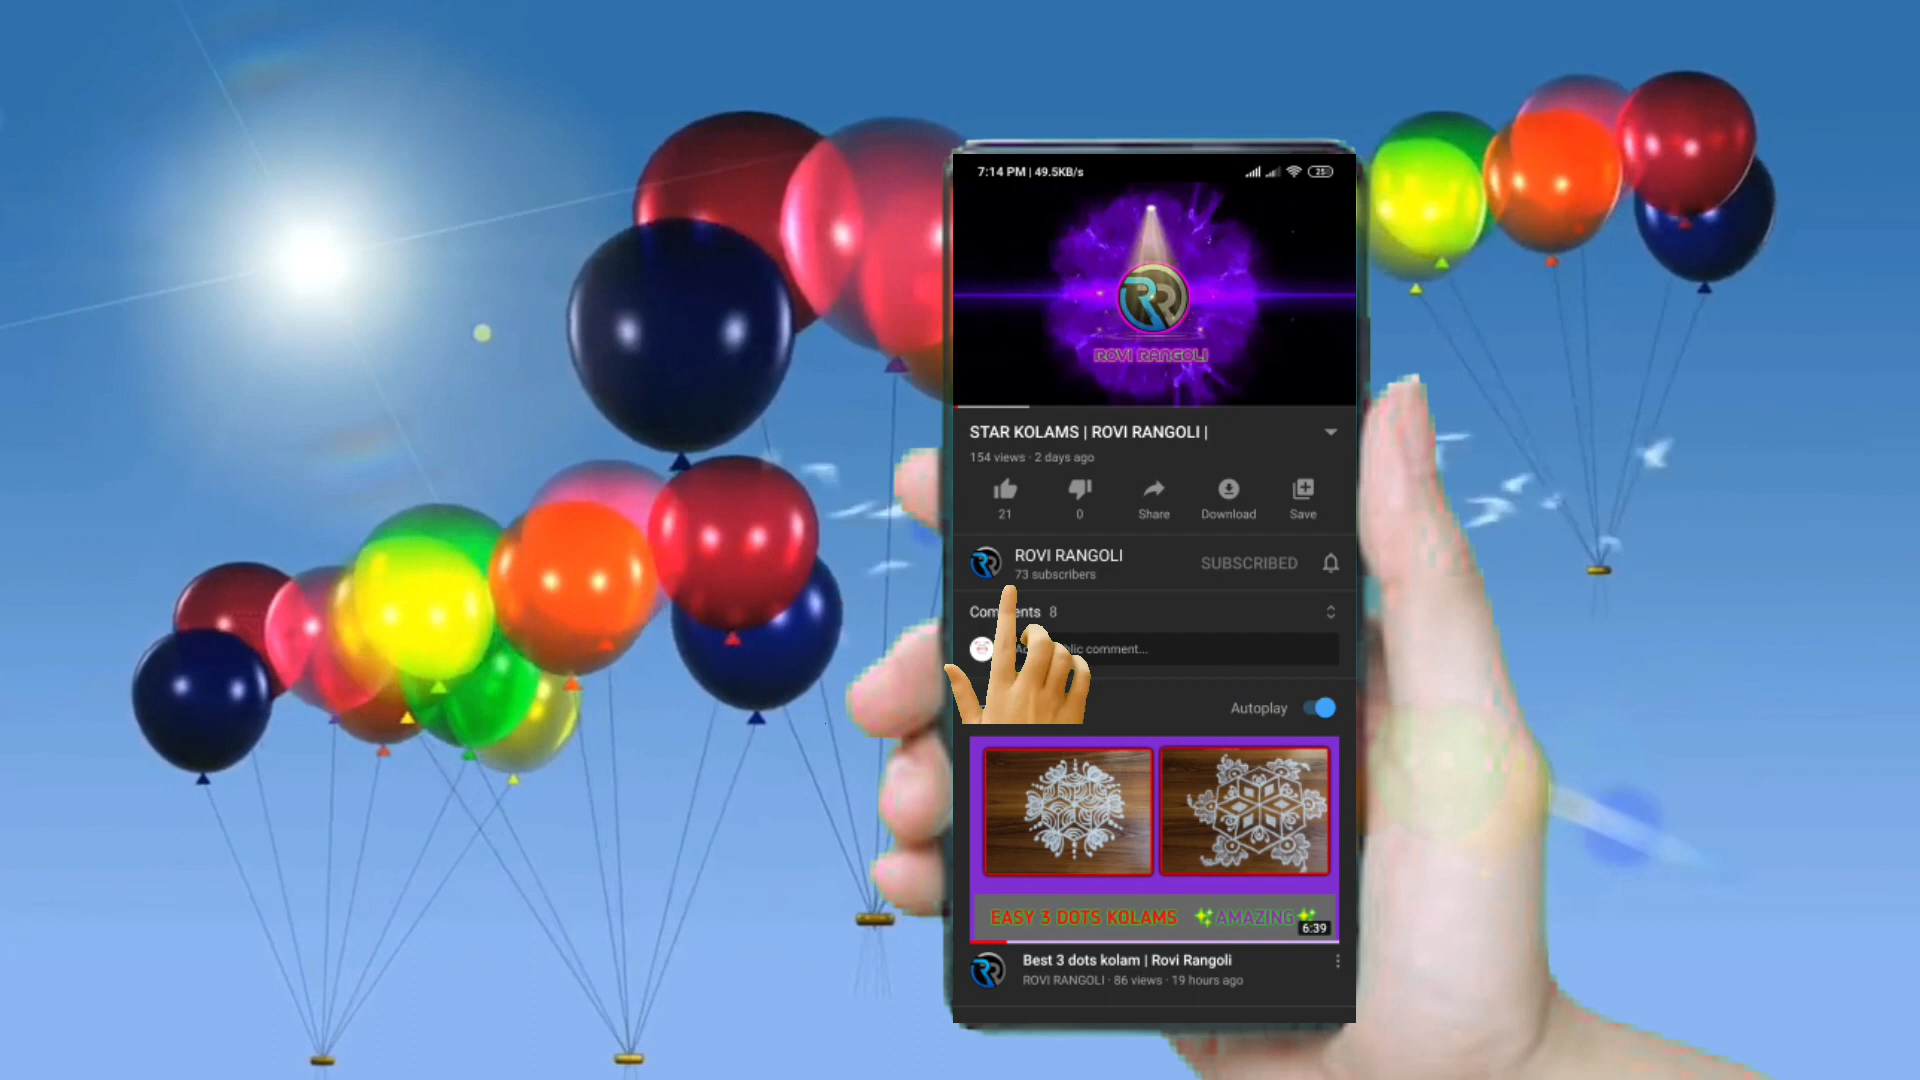 7:14 PM | 49.5KB/s
25
ROVI RANGOLI
STAR KOLAMS | ROVI RANGOLI |
154 views · 2 days ago
21
0
Share
Download
Save
ROVI RANGOLI
73 subscribers
SUBSCRIBED
8
comment...
Autoplay
EASY 3 DOTS KOLAMS ✨AMAZING✨
6:39
Best 3 dots kolam | Rovi Rangoli
ROVI RANGOLI · 86 views · 19 hours ago